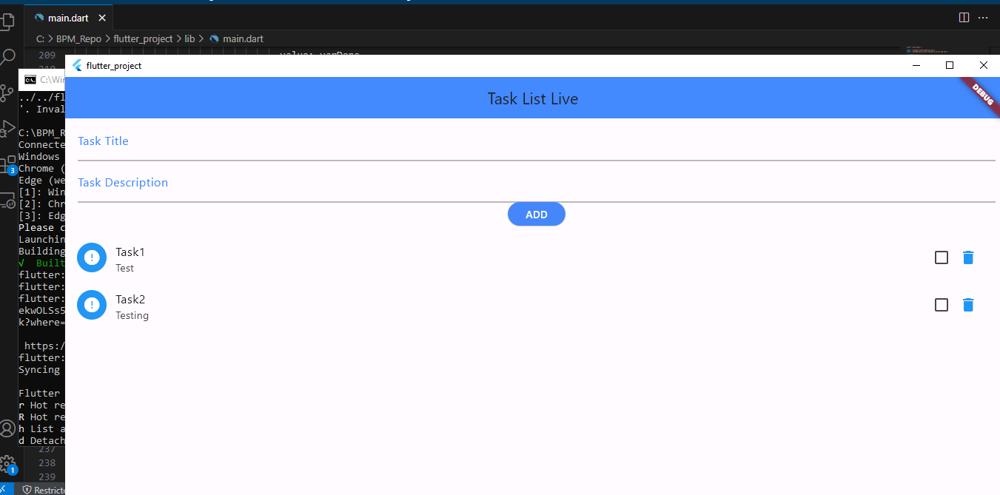 main.dart
C: > BPM_Repo > flutter_project > lib > main.dart
209
value: varRepo
flutter_project
C:\Win
../../fl
'. Inval
Task List Live
DEBUG
C:\BPM_R
Connecte
Windows
Chrome (
Edge (we
[1]: Win
[2]: Chr
[3]: Edg
Please c
Launchin
Building
√ Built
flutter:
flutter:
flutter:
ekwOLSs5
k?where=
https:/
flutter:
Syncing
Flutter
r Hot re
R Hot re
h List a
d Detach
237
238
239
3
1
Restricte
Task Title
Task Description
ADD
Task1
Test
Task2
Testing